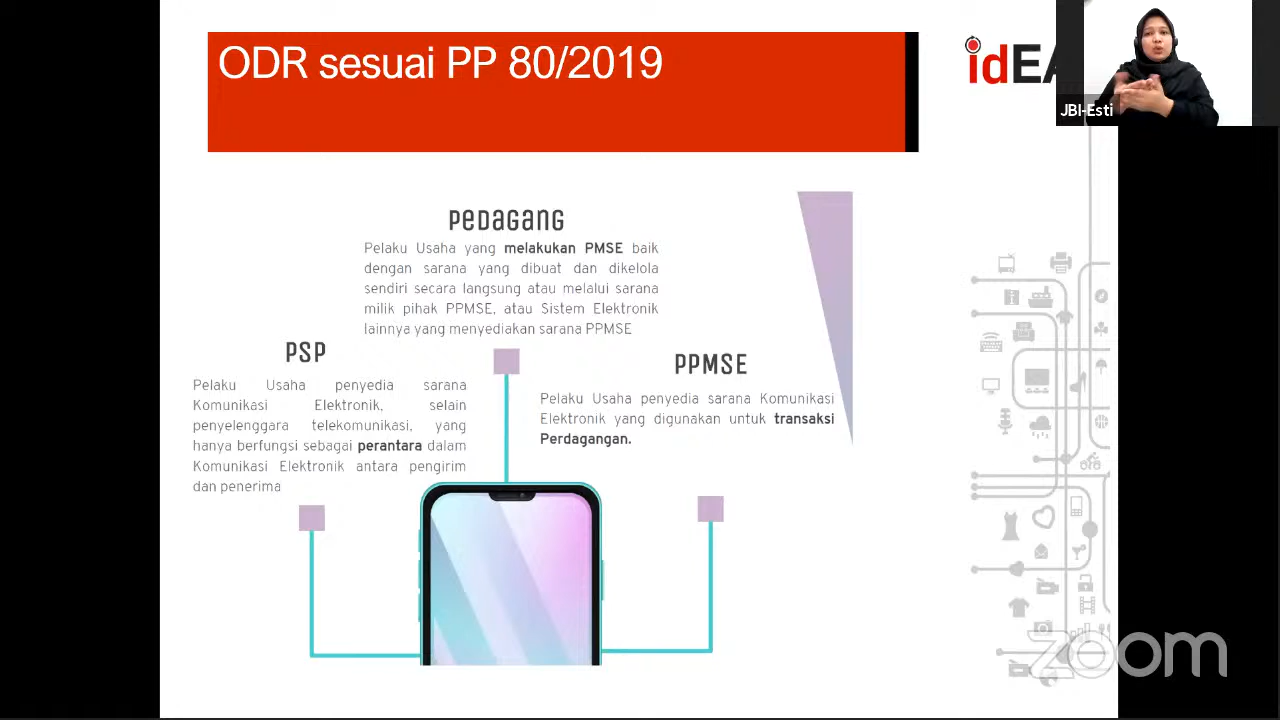 ODR sesuai PP 80/2019
idEA
JBI-Esti
PEDAGANG
Pelaku Usaha yang melakukan PMSE baik
dengan sarana yang dibuat dan dikelola
sendiri secara langsung atau melalui sarana
milik pihak PPMSE, atau Sistem Elektronik
lainnya yang menyediakan sarana PPMSE
PSP
Pelaku Usaha penyedia sarana
Komunikasi Elektronik, selain
penyelenggara telekomunikasi, yang
hanya berfungsi sebagai perantara dalam
Komunikasi Elektronik antara pengirim
dan penerima
PPMSE
Pelaku Usaha penyedia sarana Komunikasi
Elektronik yang digunakan untuk transaksi
Perdagangan.
zoom